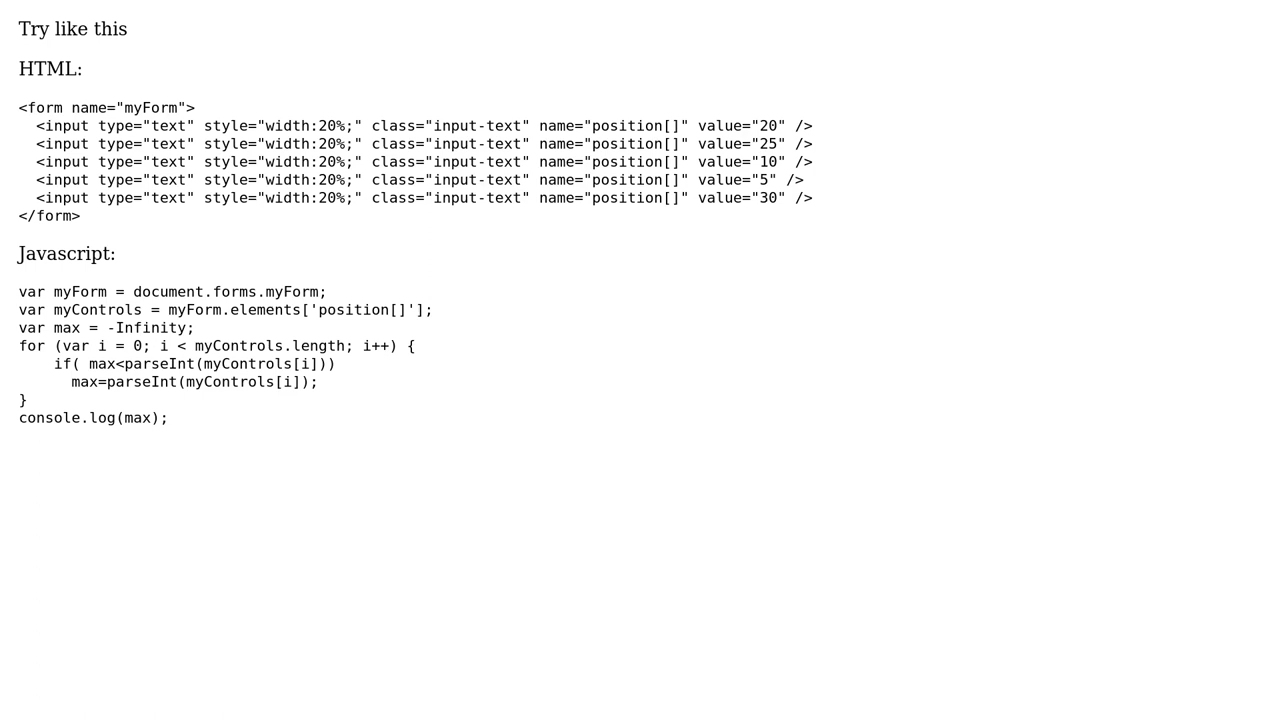 Try like this
HTML:
<form name="myForm">
  <input type="text" style="width:20%;" class="input-text" name="position[]" value="20" />
  <input type="text" style="width:20%;" class="input-text" name="position[]" value="25" />
  <input type="text" style="width:20%;" class="input-text" name="position[]" value="10" />
  <input type="text" style="width:20%;" class="input-text" name="position[]" value="5" />
  <input type="text" style="width:20%;" class="input-text" name="position[]" value="30" />
</form>
Javascript:
var myForm = document.forms.myForm;
var myControls = myForm.elements['position[]'];
var max = -Infinity;
for (var i = 0; i < myControls.length; i++) {
    if( max<parseInt(myControls[i]))
      max=parseInt(myControls[i]);
}
console.log(max);